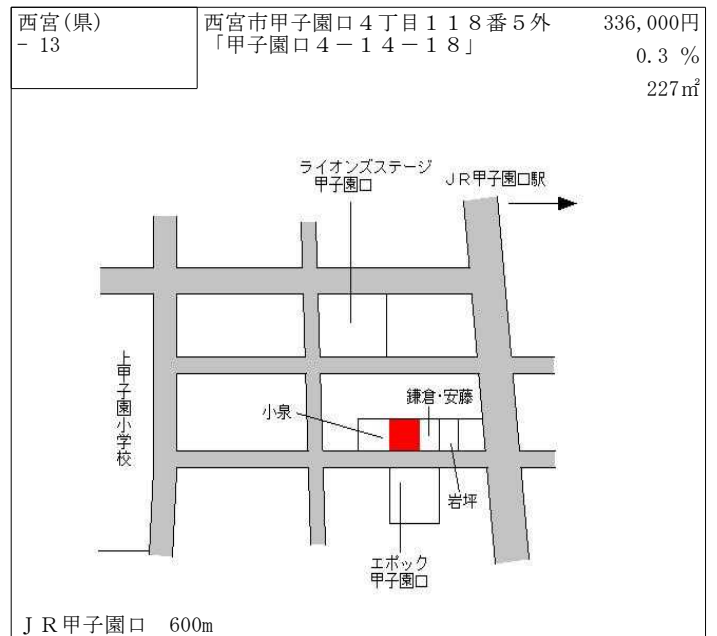 西宮(県)
- 13
西宮市甲子園口４丁目１１８番５外
「甲子園口４－１４－１８」
336,000円
0.3 %
227㎡
ライオンズステージ
甲子園口
ＪＲ甲子園口駅
上甲子園小学校
小泉
鎌倉・安藤
岩坪
エポック
甲子園口
ＪＲ甲子園口　600m